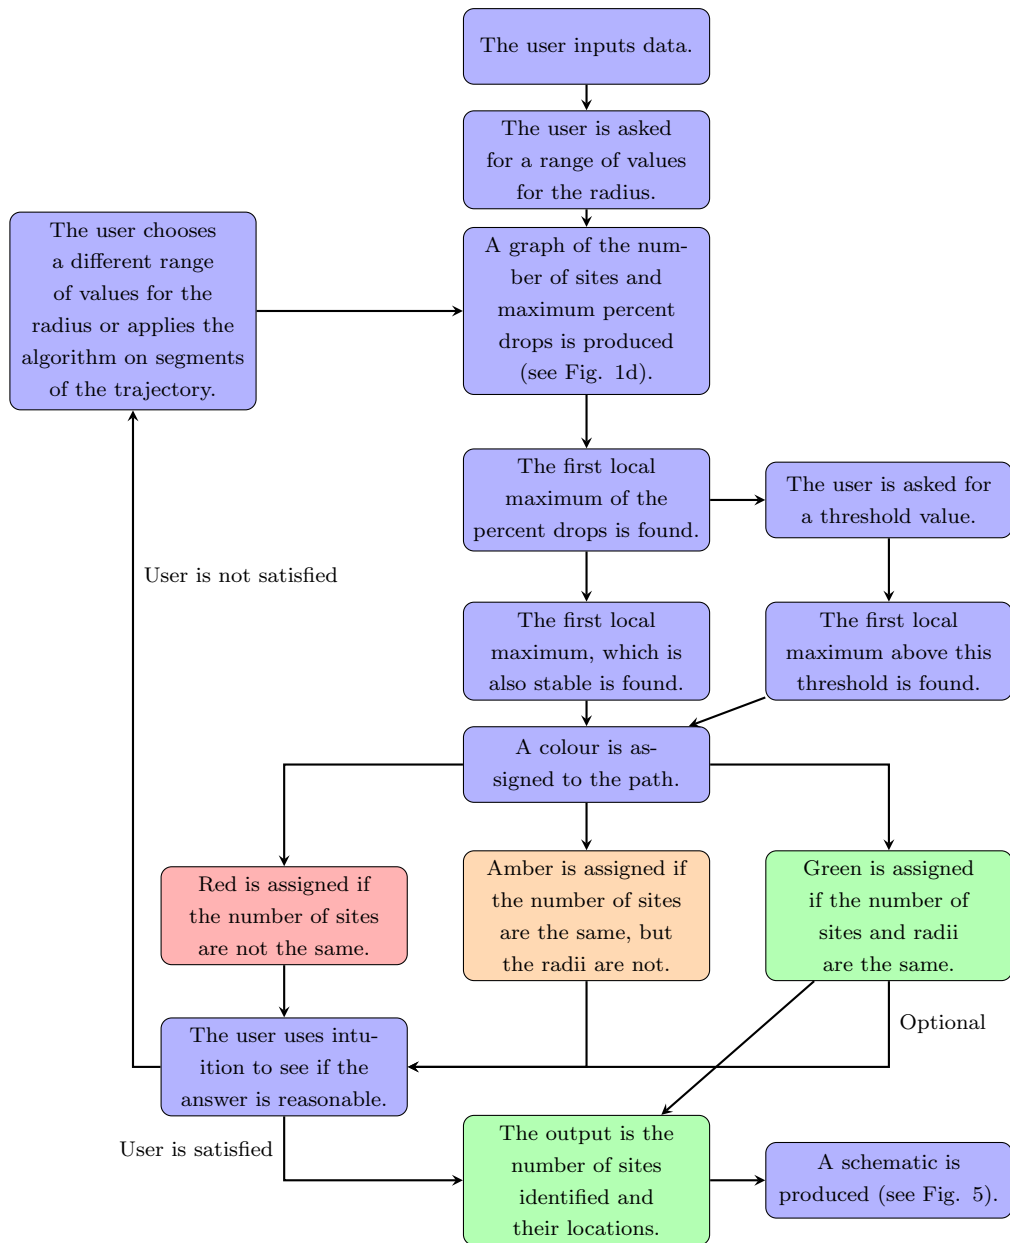 The user inputs data.
The user is asked
for a range of values
for the radius.
The user chooses
a different range
of values for the
radius or applies the
algorithm on segments
of the trajectory.
A graph of the num-
ber of sites and
maximum percent
drops is produced
(see Fig. 1d).
The first local
maximum of the
percent drops is found.
The user is asked for
a threshold value.
User is not satisfied
The first local
maximum, which is
also stable is found.
The first local
maximum above this
threshold is found.
A colour is as-
signed to the path.
Red is assigned if
the number of sites
are not the same.
Amber is assigned if
the number of sites
are the same, but
the radii are not.
Green is assigned
if the number of
sites and radii
are the same.
Optional
The user uses intu-
ition to see if the
answer is reasonable.
User is satisfied
The output is the
number of sites
identified and
their locations.
A schematic is
produced (see Fig. 5).